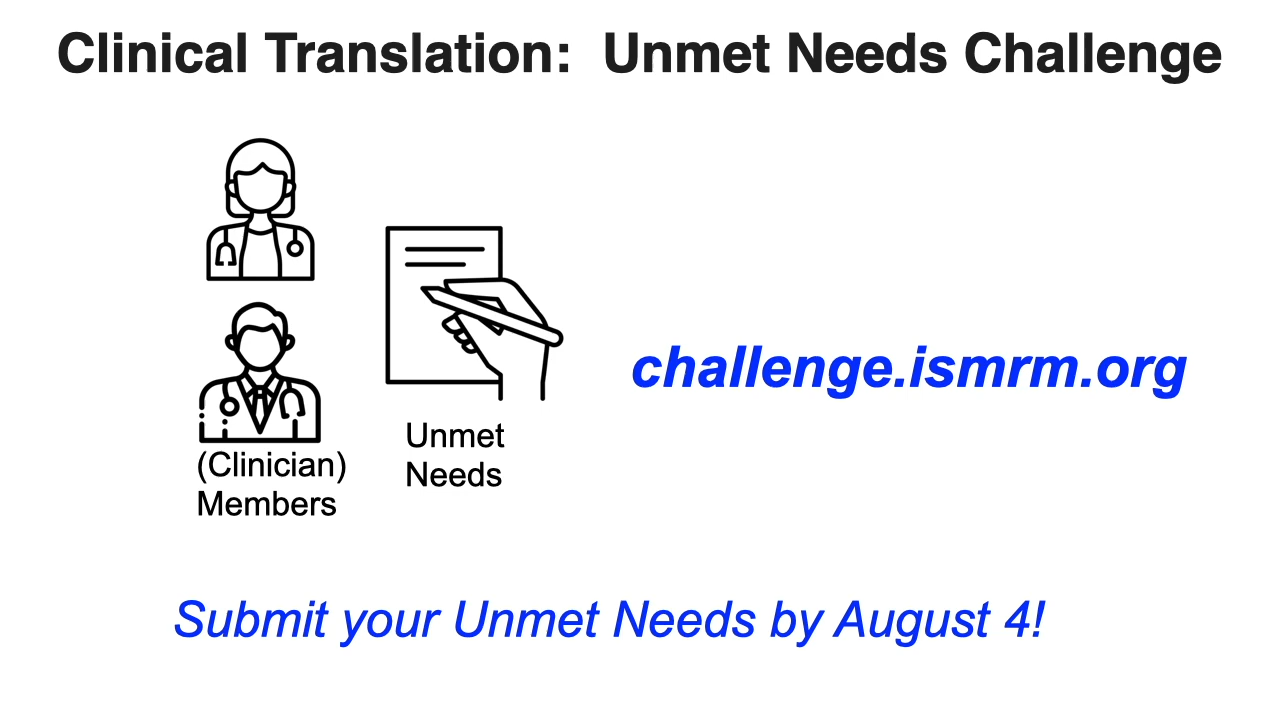 Clinical Translation:  Unmet Needs Challenge
(Clinician)
Members
Unmet
Needs
challenge.ismrm.org
Submit your Unmet Needs by August 4!